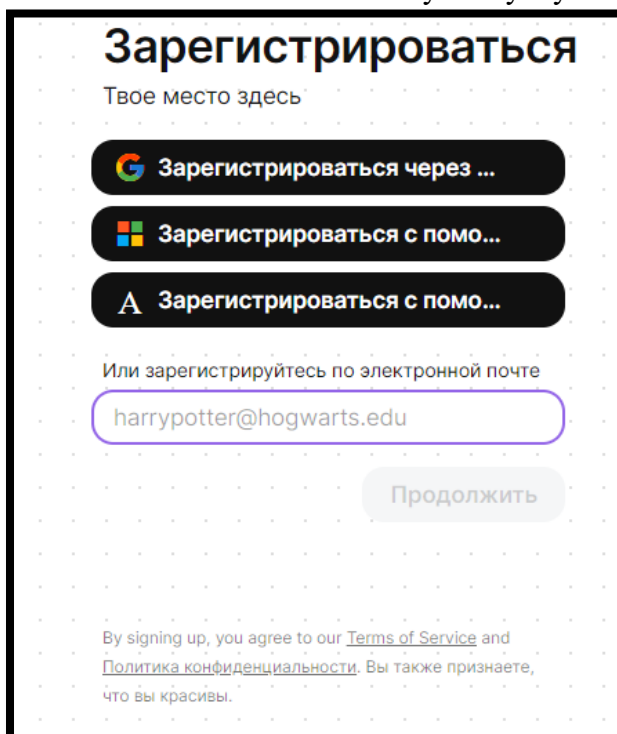 Зарегистрироваться
Твое место здесь
Зарегистрироваться через ...
Зарегистрироваться с помо...
A Зарегистрироваться с помо...
Или зарегистрируйтесь по электронной почте
harrypotter@hogwarts.edu
Продолжить
By signing up, you agree to our Terms of Service and
Политика конфиденциальности. Вы также признаете,
что вы красивы.